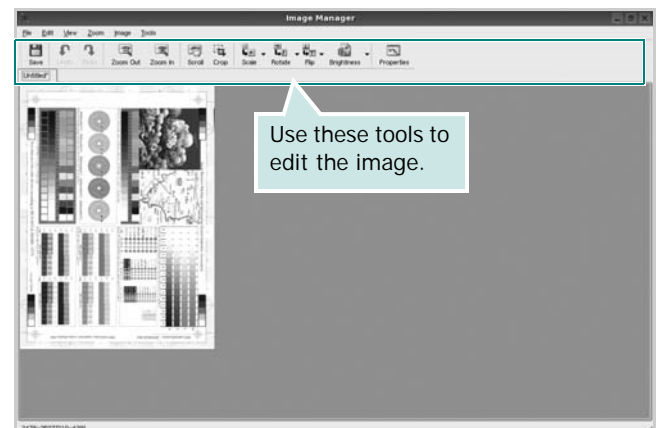 Image Manager
File Edit View Zoom Image Tools
Save Undo Redo Zoom Out Zoom In Scroll Crop Scale Rotate Flip Brightness Properties
Untitled*
Use these tools to
edit the image.